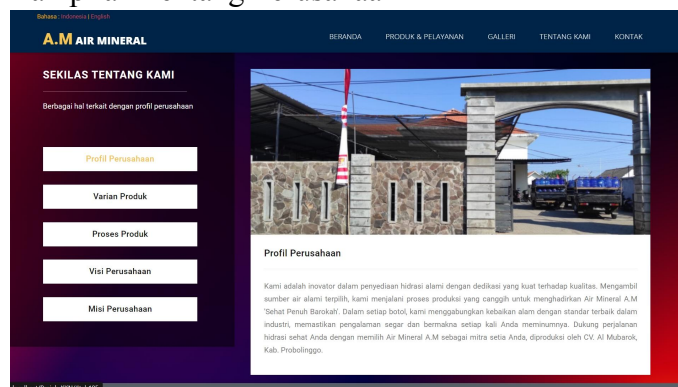 Bahasa : Indonesia | English
A.M AIR MINERAL
BERANDA PRODUK & PELAYANAN GALLERI TENTANG KAMI KONTAK
SEKILAS TENTANG KAMI
Berbagai hal terkait dengan profil perusahaan
Profil Perusahaan
Varian Produk
Proses Produk
Visi Perusahaan
Misi Perusahaan
Profil Perusahaan
Kami adalah inovator dalam penyediaan hidrasi alami dengan dedikasi yang kuat terhadap kualitas. Mengambil
sumber air alami terpilih, kami menjalani proses produksi yang canggih untuk menghadirkan Air Mineral A.M
'Sehat Penuh Barokah'. Dalam setiap botol, kami menggabungkan kebaikan alam dengan standar terbaik dalam
industri, memastikan pengalaman segar dan bermakna setiap kali Anda meminumnya. Dukung perjalanan
hidrasi sehat Anda dengan memilih Air Mineral A.M sebagai mitra setia Anda, diproduksi oleh CV. Al Mubarok,
Kab. Probolinggo.